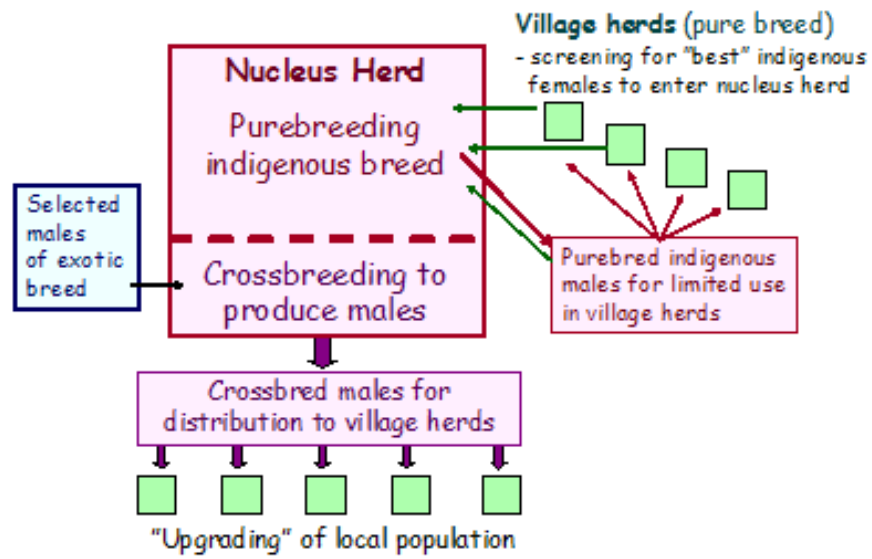 Village herds (pure breed)
- screening for "best" indigenous
females to enter nucleus herd
Nucleus Herd
Purebreeding
indigenous breed
Selected
males
of exotic
breed
Crossbreeding to
produce males
Purebred indigenous
males for limited use
in village herds
Crossbred males for
distribution to village herds
"Upgrading" of local population